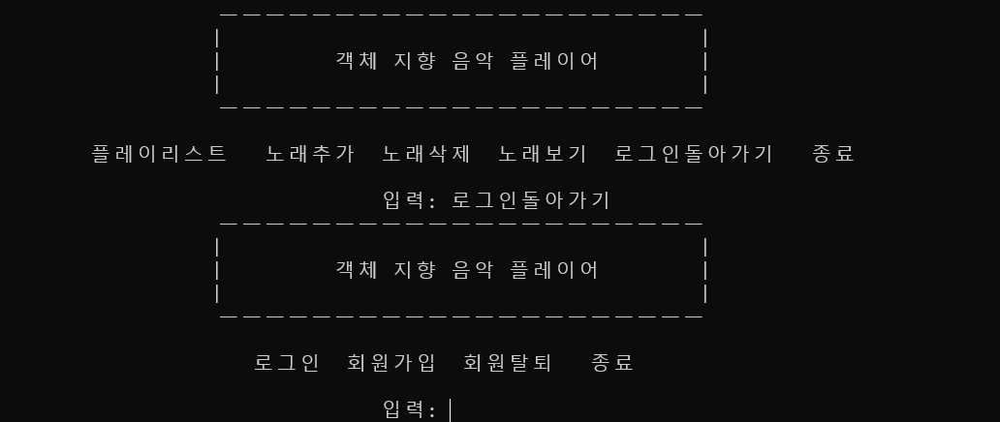 객체 지향 음악 플레이어
플레이리스트 노래추가 노래삭제 노래보기 로그인돌아가기 종료
입력: 로그인돌아가기
객체 지향 음악 플레이어
로그인 회원가입 회원탈퇴 종료
입력: